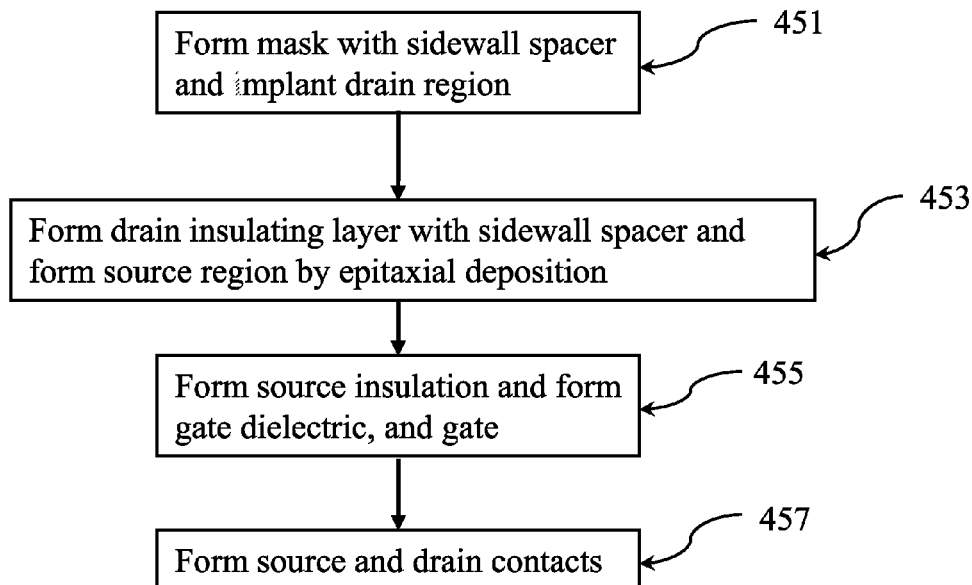 Form mask with sidewall spacer
and implant drain region
451
Form drain insulating layer with sidewall spacer and
form source region by epitaxial deposition
453
Form source insulation and form
gate dielectric, and gate
455
Form source and drain contacts
457